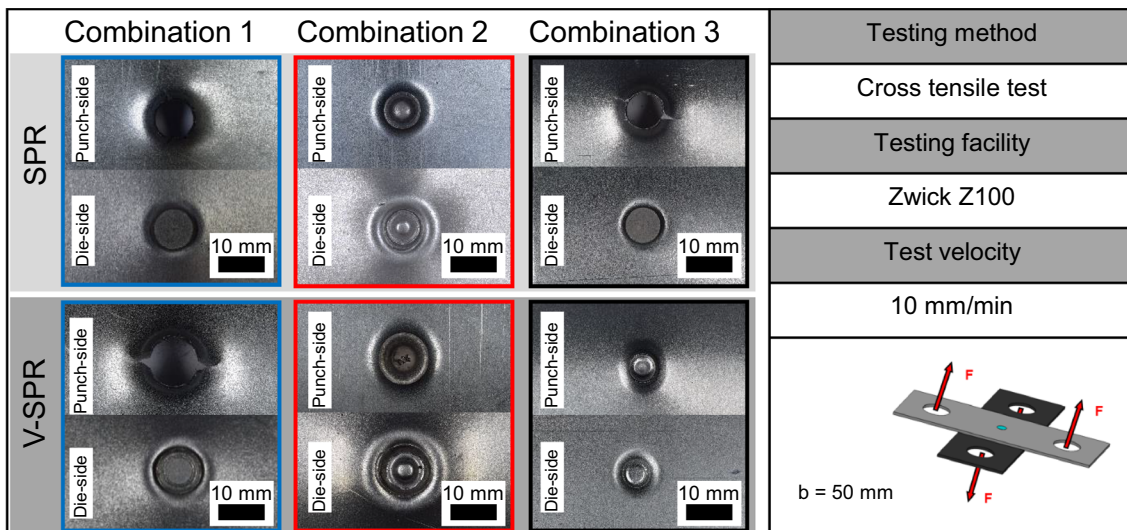 Combination 1
Combination 2
Combination 3
SPR
Punch-side
Punch-side
Punch-side
Die-side
10 mm
Die-side
10 mm
Die-side
10 mm
V-SPR
Punch-side
Punch-side
Punch-side
Die-side
10 mm
Die-side
10 mm
Die-side
10 mm
Testing method
Cross tensile test
Testing facility
Zwick Z100
Test velocity
10 mm/min
F
F
F
b = 50 mm